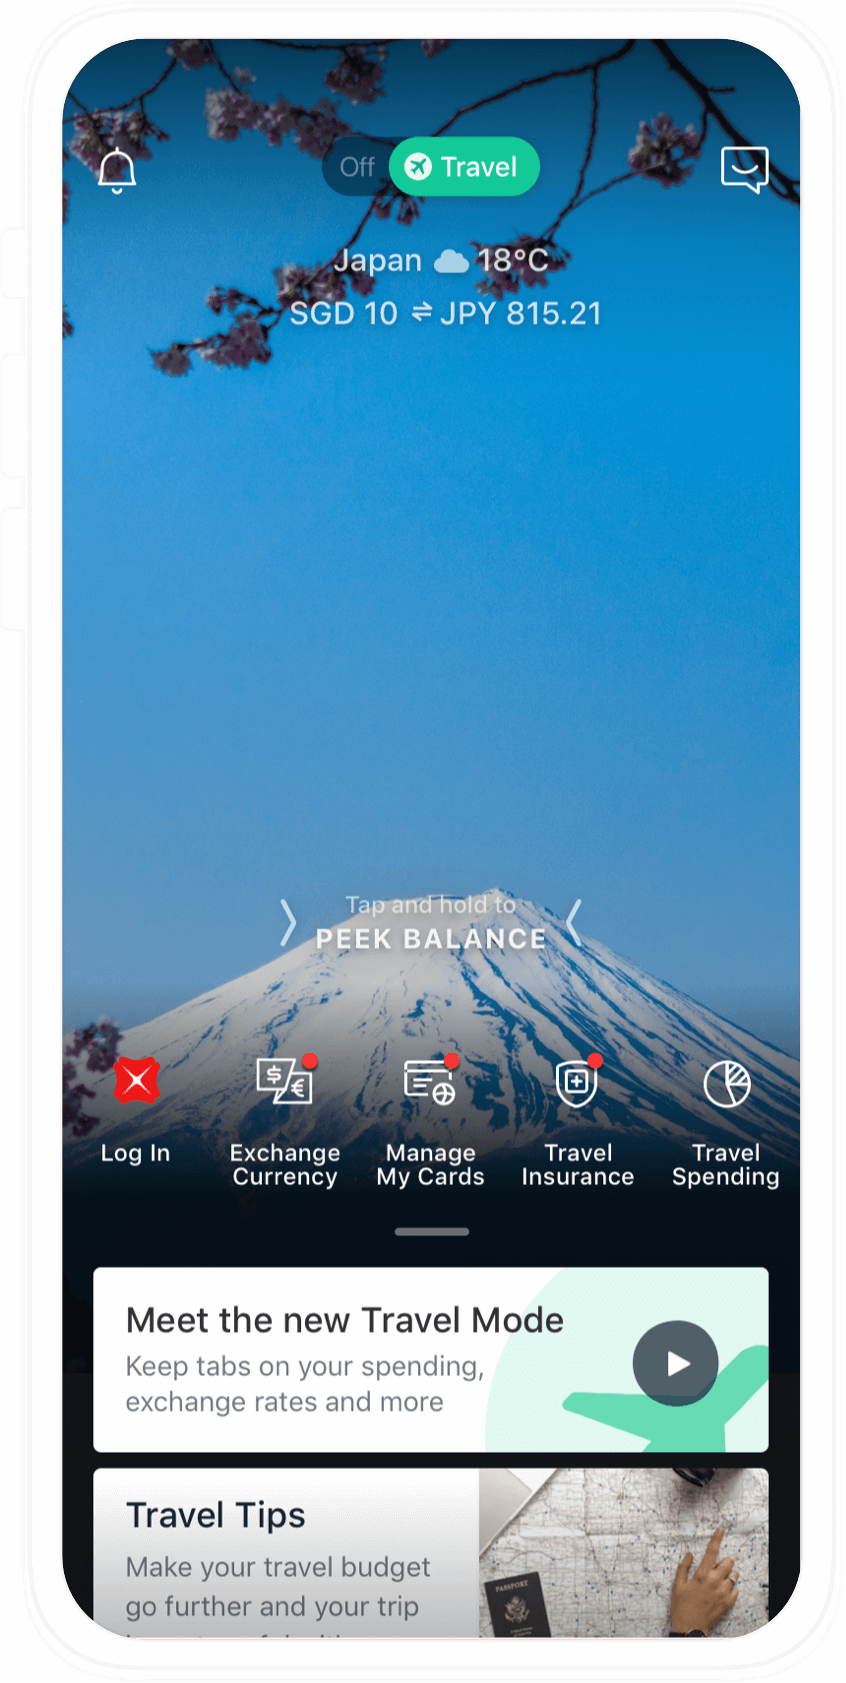 Off Travel
Japan 18°C
SGD 10 ⇌ JPY 815.21
Tap and hold to
PEEK BALANCE
Log In
Exchange
Currency
Manage
My Cards
Travel
Insurance
Travel
Spending
Meet the new Travel Mode
Keep tabs on your spending,
exchange rates and more
Travel Tips
Make your travel budget
go further and your trip
PASSPORT